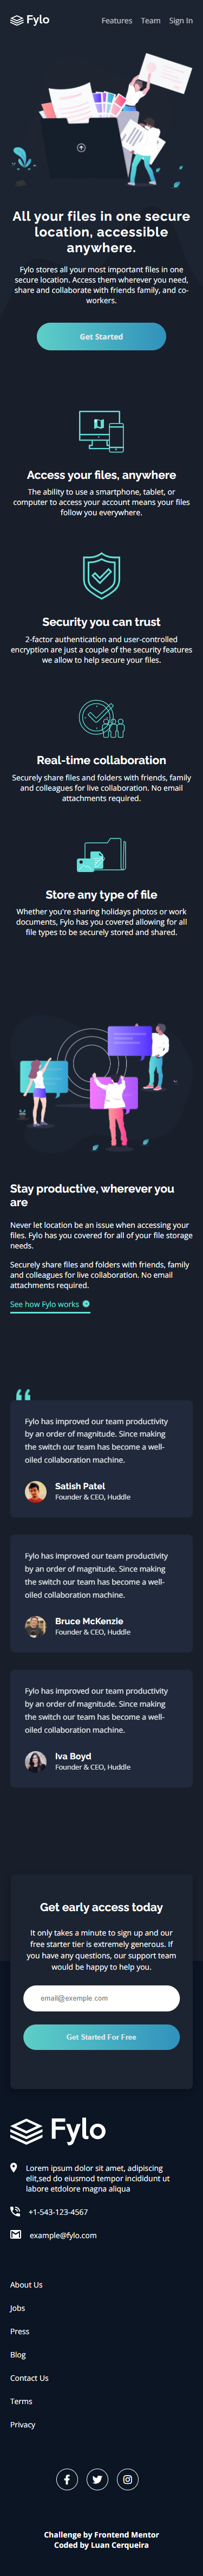 Fylo
Features Team Sign In
All your files in one secure
location, accessible
anywhere.
Fylo stores all your most important files in one
secure location. Access them wherever you need,
share and collaborate with friends family, and co-
workers.
Get Started
Access your files, anywhere
The ability to use a smartphone, tablet, or
computer to access your account means your files
follow you everywhere.
Security you can trust
2-factor authentication and user-controlled
encryption are just a couple of the security features
we allow to help secure your files.
Real-time collaboration
Securely share files and folders with friends, family
and colleagues for live collaboration. No email
attachments required.
Store any type of file
Whether you're sharing holidays photos or work
documents, Fylo has you covered allowing for all
file types to be securely stored and shared.
Stay productive, wherever you
are
Never let location be an issue when accessing your
files. Fylo has you covered for all of your file storage
needs.
Securely share files and folders with friends, family
and colleagues for live collaboration. No email
attachments required.
See how Fylo works
Fylo has improved our team productivity
by an order of magnitude. Since making
the switch our team has become a well-
oiled collaboration machine.
Satish Patel
Founder & CEO, Huddle
Fylo has improved our team productivity
by an order of magnitude. Since making
the switch our team has become a well-
oiled collaboration machine.
Bruce McKenzie
Founder & CEO, Huddle
Fylo has improved our team productivity
by an order of magnitude. Since making
the switch our team has become a well-
oiled collaboration machine.
Iva Boyd
Founder & CEO, Huddle
Get early access today
It only takes a minute to sign up and our
free starter tier is extremely generous. If
you have any questions, our support team
would be happy to help you.
email@exemple.com
Get Started For Free
Fylo
Lorem ipsum dolor sit amet, adipiscing
elit,sed do eiusmod tempor incididunt ut
labore etdolore magna aliqua
+1-543-123-4567
example@fylo.com
About Us
Jobs
Press
Blog
Contact Us
Terms
Privacy
Challenge by Frontend Mentor
Coded by Luan Cerqueira